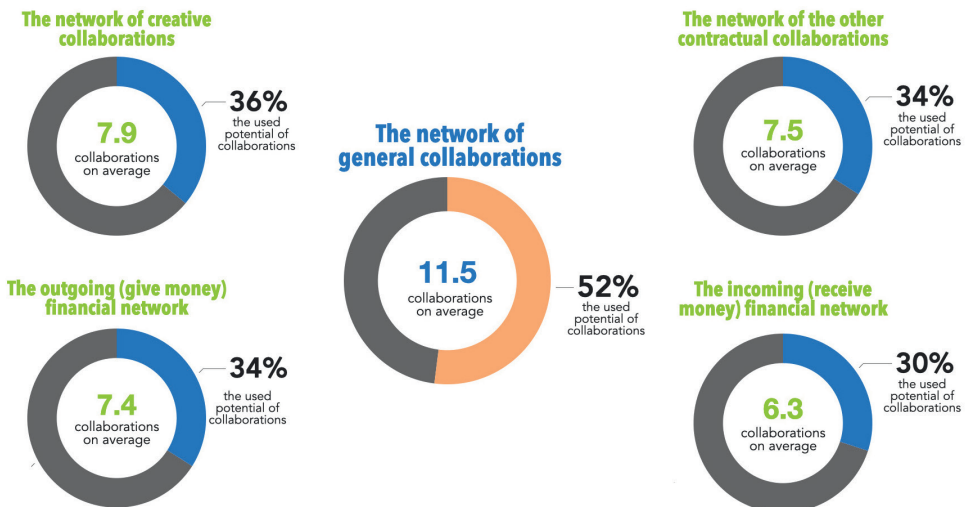 The network of creative
collaborations
7.9
collaborations
on average
36%
the used
potential of
collaborations
The network of the other
contractual collaborations
7.5
collaborations
on average
34%
the used
potential of
collaborations
The network of
general collaborations
11.5
collaborations
on average
52%
the used
potential of
collaborations
The outgoing (give money)
financial network
7.4
collaborations
on average
34%
the used
potential of
collaborations
The incoming (receive
money) financial network
6.3
collaborations
on average
30%
the used
potential of
collaborations